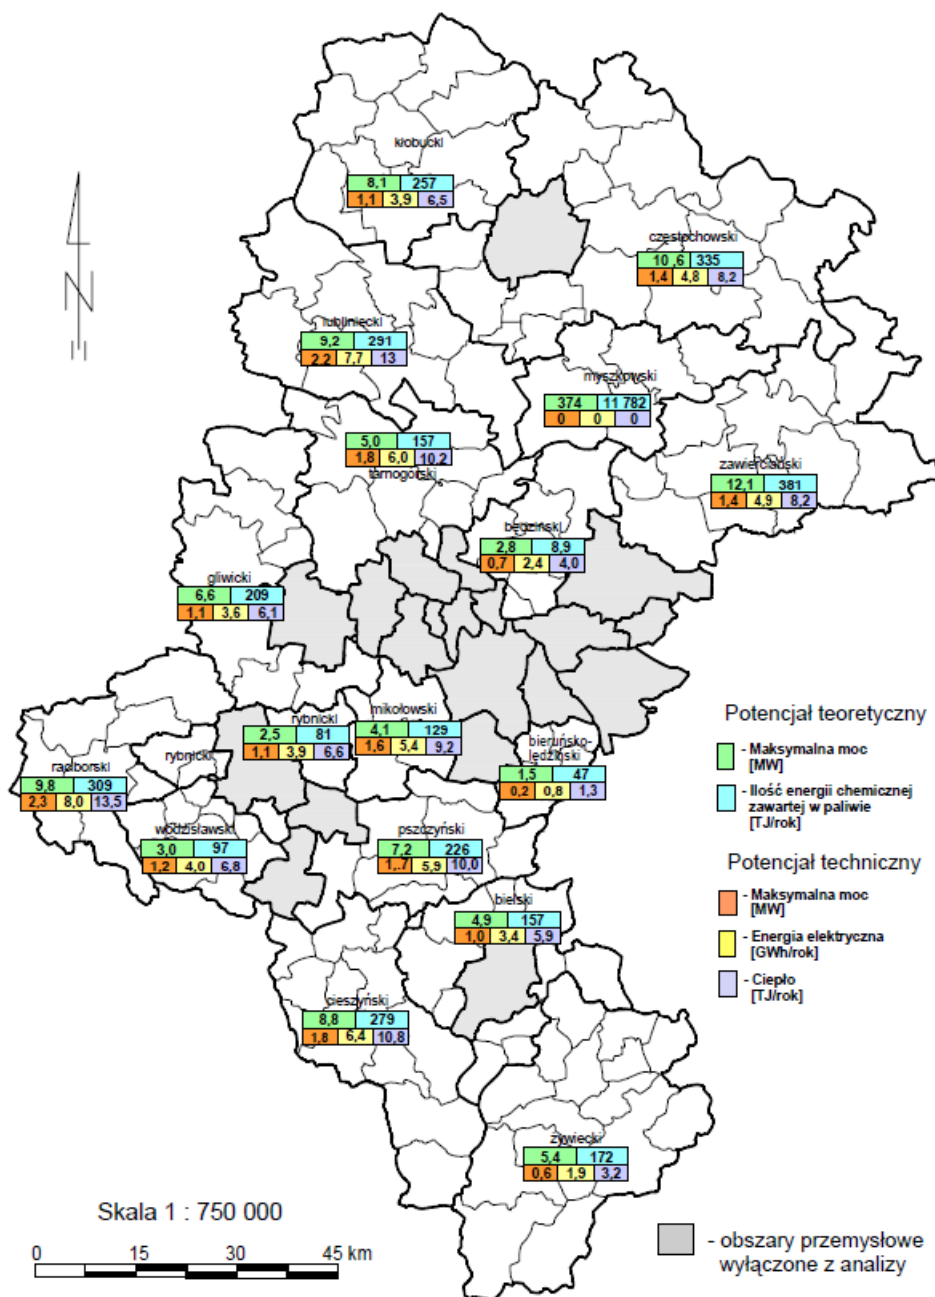 kłobucki
8,1 257
1,1 3,9 6,5
częstochowski
10 ,6 335
1,4 4,8 8,2
N
lubliniecki
9,2 291
2,2 7,7 13
myszkowski
374 11 782
0 0 0
5,0 157
1,8 6,0 10,2
tarnogórski
zawierciański
12,1 381
1,4 4,9 8,2
będziński
2,8 8,9
0,7 2,4 4,0
gliwicki
6,6 209
1,1 3,6 6,1
rybnicki
2,5 81
1,1 3,9 6,6
mikołowski
4,1 129
1,6 5,4 9,2
bieruńsko-
lędziński
1,5 47
0,2 0,8 1,3
rybnicki
raciborski
9,8 309
2,3 8,0 13,5
wodzisławski
3,0 97
1,2 4,0 6,8
pszczyński
7,2 226
1,.7 5,9 10,0
bielski
4,9 157
1,0 3,4 5,9
cieszyński
8,8 279
1,8 6,4 10,8
żywiecki
5,4 172
0,6 1,9 3,2
Potencjał teoretyczny
- Maksymalna moc
[MW]
- Ilość energii chemicznej
zawartej w paliwie
[TJ/rok]
Potencjał techniczny
- Maksymalna moc
[MW]
- Energia elektryczna
[GWh/rok]
- Ciepło
[TJ/rok]
Skala 1 : 750 000
0 15 30 45 km
- obszary przemysłowe
wyłączone z analizy